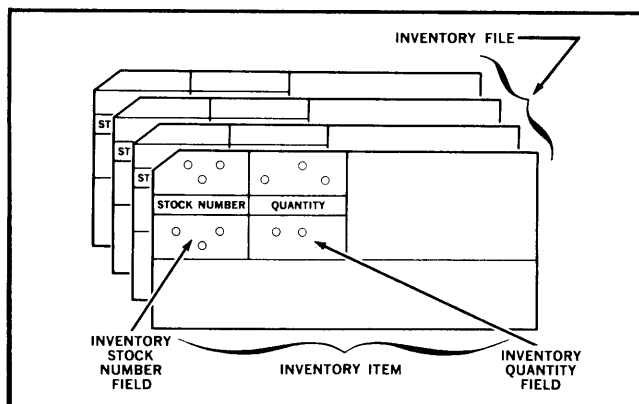 INVENTORY FILE
ST
ST
ST
STOCK NUMBER QUANTITY
INVENTORY
STOCK
NUMBER
FIELD
INVENTORY ITEM
INVENTORY
QUANTITY
FIELD